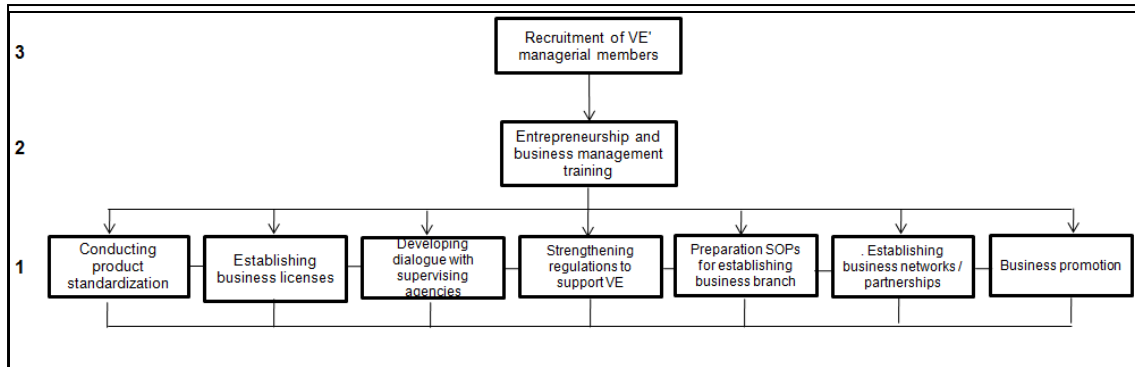 3
Recruitment of VE'
managerial members
2
Entrepreneurship and
business management
training
1
Conducting
product
standardization
Establishing
business licenses
Developing
dialogue with
supervising
agencies
Strengthening
regulations to
support VE
Preparation SOPs
for establishing
business branch
. Establishing
business networks /
partnerships
Business promotion